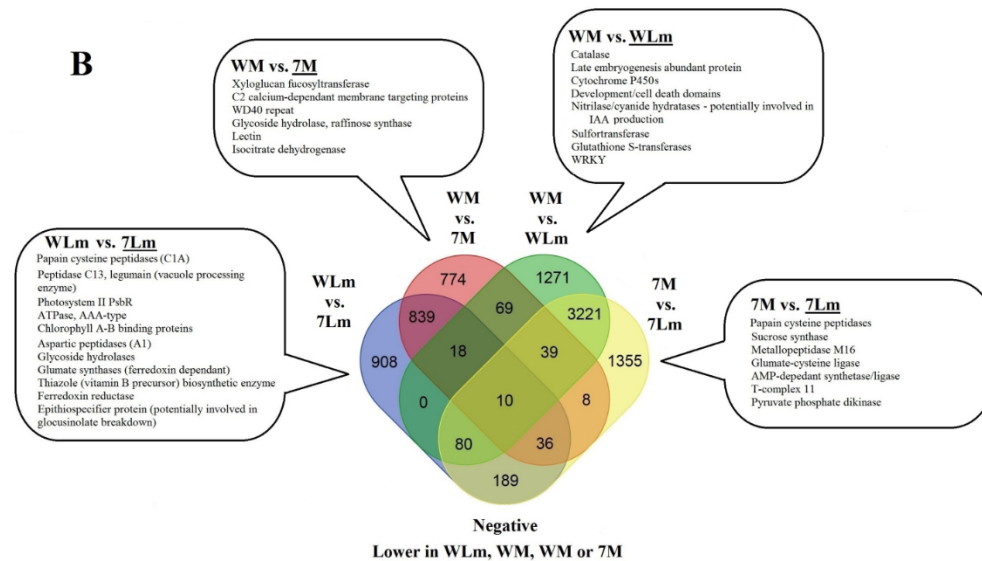 B
WM vs. 7M
Xyloglucan fucosyltransferase
C2 calcium-dependant membrane targeting proteins
WD40 repeat
Glycoside hydrolase, raffinose synthase
Lectin
Isocitrate dehydrogenase
WM vs. WLm
Catalase
Late embryogenesis abundant protein
Cytochrome P450s
Development/cell death domains
Nitrilase/cyanide hydratases - potentially involved in
IAA production
Sulfortransferase
Glutathione S-transferases
WRKY
WLm vs. 7Lm
Papain cysteine peptidases (C1A)
Peptidase C13, legumain (vacuole processing
enzyme)
Photosystem II PsbR
ATPase, AAA-type
Chlorophyll A-B binding proteins
Aspartic peptidases (A1)
Glycoside hydrolases
Glumate synthases (ferredoxin dependant)
Thiazole (vitamin B precursor) biosynthetic enzyme
Ferredoxin reductase
Epithiospecifier protein (potentially involved in
glocusinolate breakdown)
WLm
vs.
7Lm
WM
vs.
7M
WM
vs.
WLm
7M
vs.
7Lm
774
1271
839
69
3221
908
18
39
1355
0
10
8
80
36
189
7M vs. 7Lm
Papain cysteine peptidases
Sucrose synthase
Metallopeptidase M16
Glumate-cysteine ligase
AMP-depedant synthetase/ligase
T-complex 11
Pyruvate phosphate dikinase
Negative
Lower in WLm, WM, WM or 7M